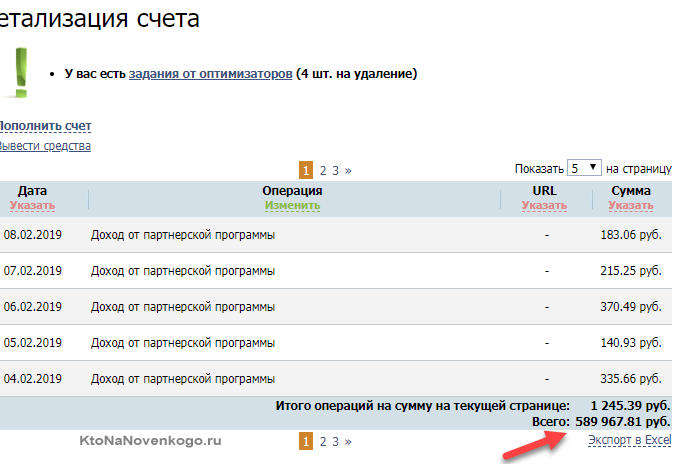 етализация счета
У вас есть задания от оптимизаторов (4 шт. на удаление)
Пополнить счет
Вывести средства
1 2 3 » Показать 5 на страницу
Дата Операция URL Сумма
Указать Изменить Указать Указать
08.02.2019 Доход от партнерской программы - 183.06 руб.
07.02.2019 Доход от партнерской программы - 215.25 руб.
06.02.2019 Доход от партнерской программы - 370.49 руб.
05.02.2019 Доход от партнерской программы - 140.93 руб.
04.02.2019 Доход от партнерской программы - 335.66 руб.
Итого операций на сумму на текущей странице: 1 245.39 руб.
Всего: 589 967.81 руб.
KtoNaNovenkogo.ru 1 2 3 » Экспорт в Excel